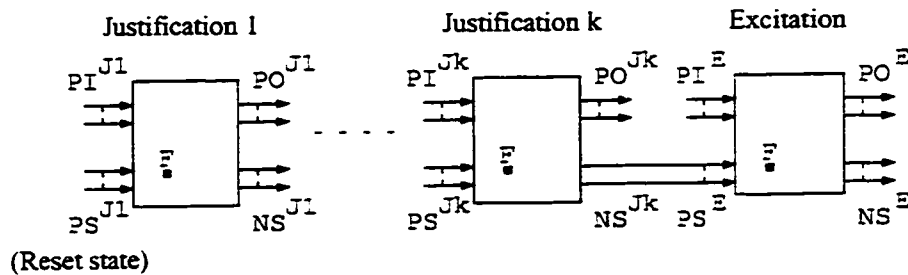 Justification 1 Justification k Excitation
PI^J1 PO^J1 PI^Jk PO^Jk PI^E PO^E
PS^J1 NS^J1 PS^Jk NS^Jk PS^E NS^E
(Reset state)